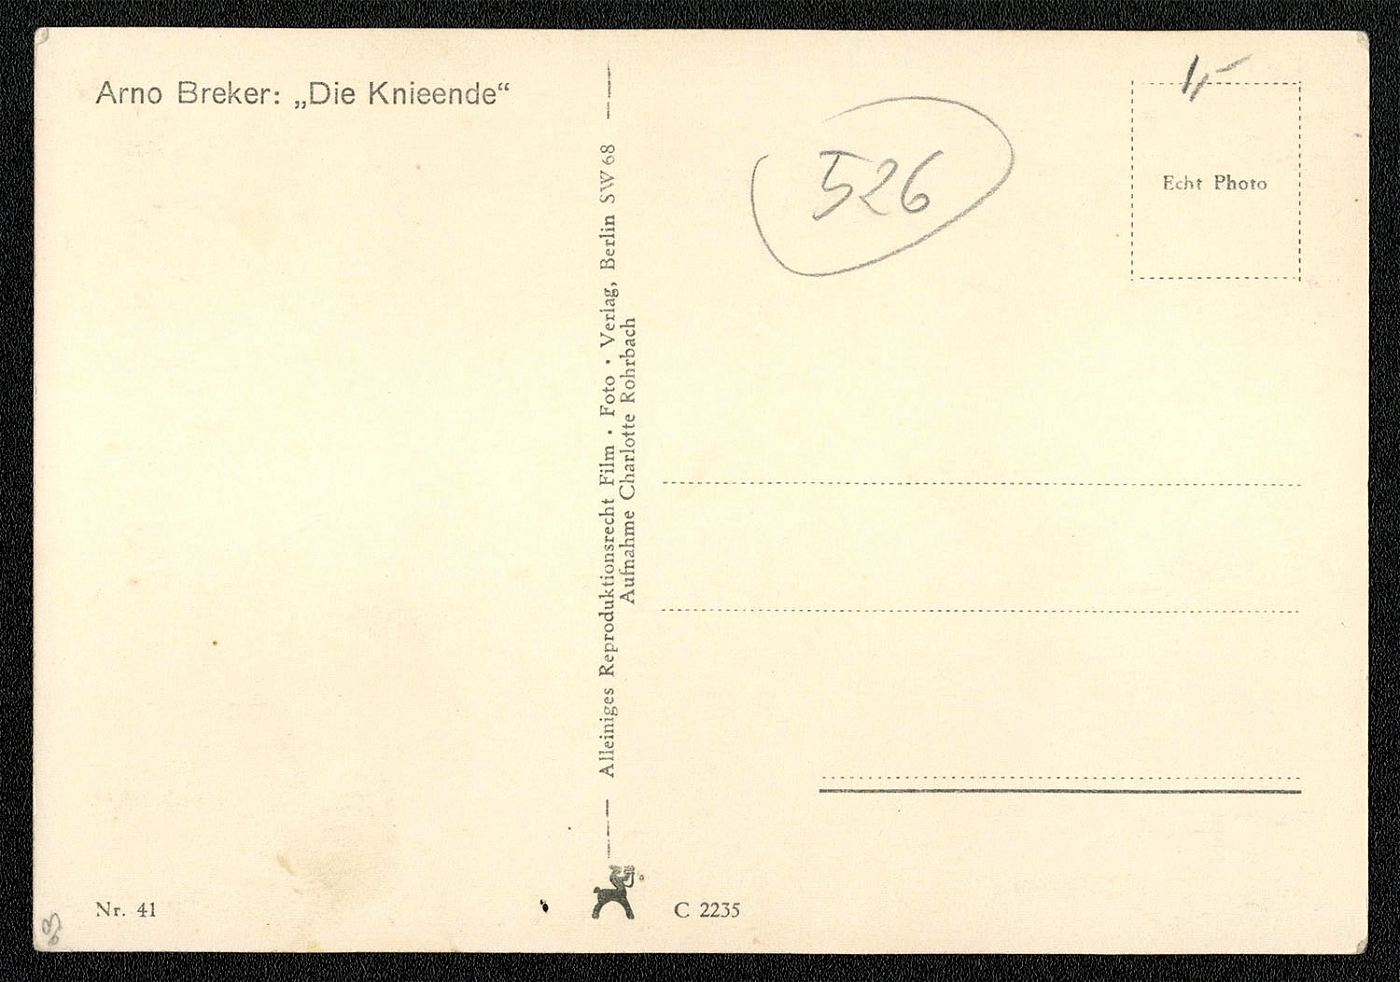 Arno Breker: „Die Knieende“
Alleiniges Reproduktionsrecht Film · Foto · Verlag, Berlin SW 68
Aufnahme Charlotte Rohrbach
526
Echt Photo
Nr. 41
C 2235